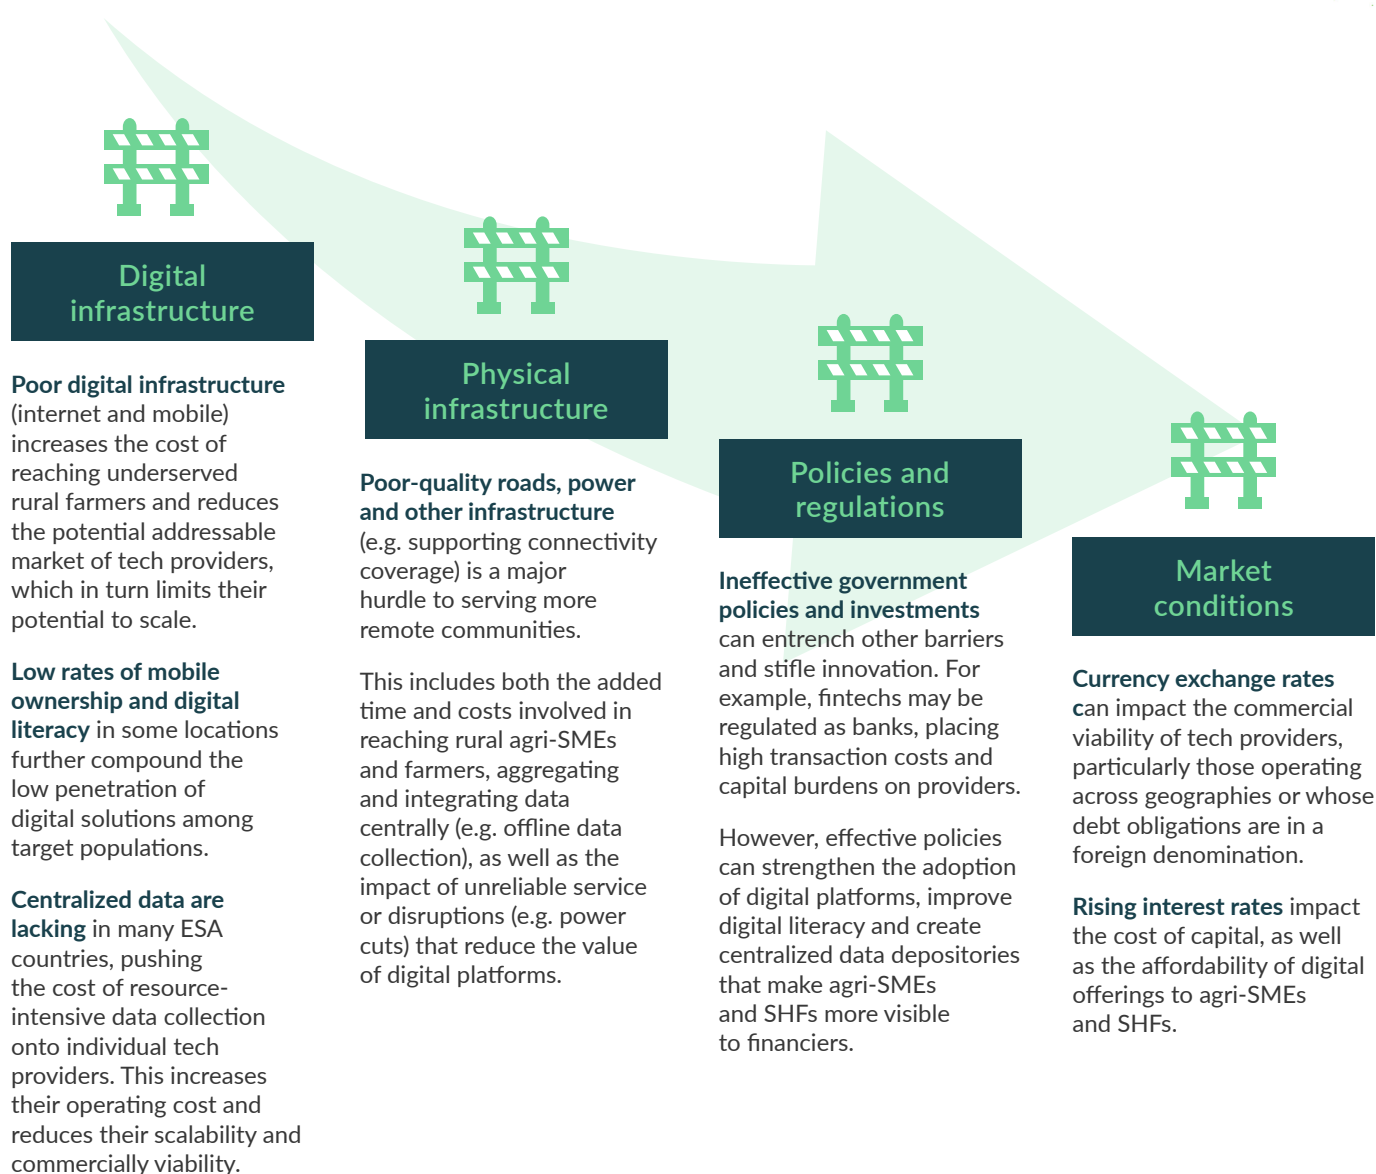 Digital
infrastructure
Poor digital infrastructure
(internet and mobile)
increases the cost of
reaching underserved
rural farmers and reduces
the potential addressable
market of tech providers,
which in turn limits their
potential to scale.
Low rates of mobile
ownership and digital
literacy in some locations
further compound the
low penetration of
digital solutions among
target populations.
Centralized data are
lacking in many ESA
countries, pushing
the cost of resource-
intensive data collection
onto individual tech
providers. This increases
their operating cost and
reduces their scalability and
commercially viability.
Physical
infrastructure
Poor-quality roads, power
and other infrastructure
(e.g. supporting connectivity
coverage) is a major
hurdle to serving more
remote communities.
This includes both the added
time and costs involved in
reaching rural agri-SMEs
and farmers, aggregating
and integrating data
centrally (e.g. offline data
collection), as well as the
impact of unreliable service
or disruptions (e.g. power
cuts) that reduce the value
of digital platforms.
Policies and
regulations
Ineffective government
policies and investments
can entrench other barriers
and stifle innovation. For
example, fintechs may be
regulated as banks, placing
high transaction costs and
capital burdens on providers.
However, effective policies
can strengthen the adoption
of digital platforms, improve
digital literacy and create
centralized data depositories
that make agri-SMEs
and SHFs more visible
to financiers.
Market
conditions
Currency exchange rates
can impact the commercial
viability of tech providers,
particularly those operating
across geographies or whose
debt obligations are in a
foreign denomination.
Rising interest rates impact
the cost of capital, as well
as the affordability of digital
offerings to agri-SMEs
and SHFs.